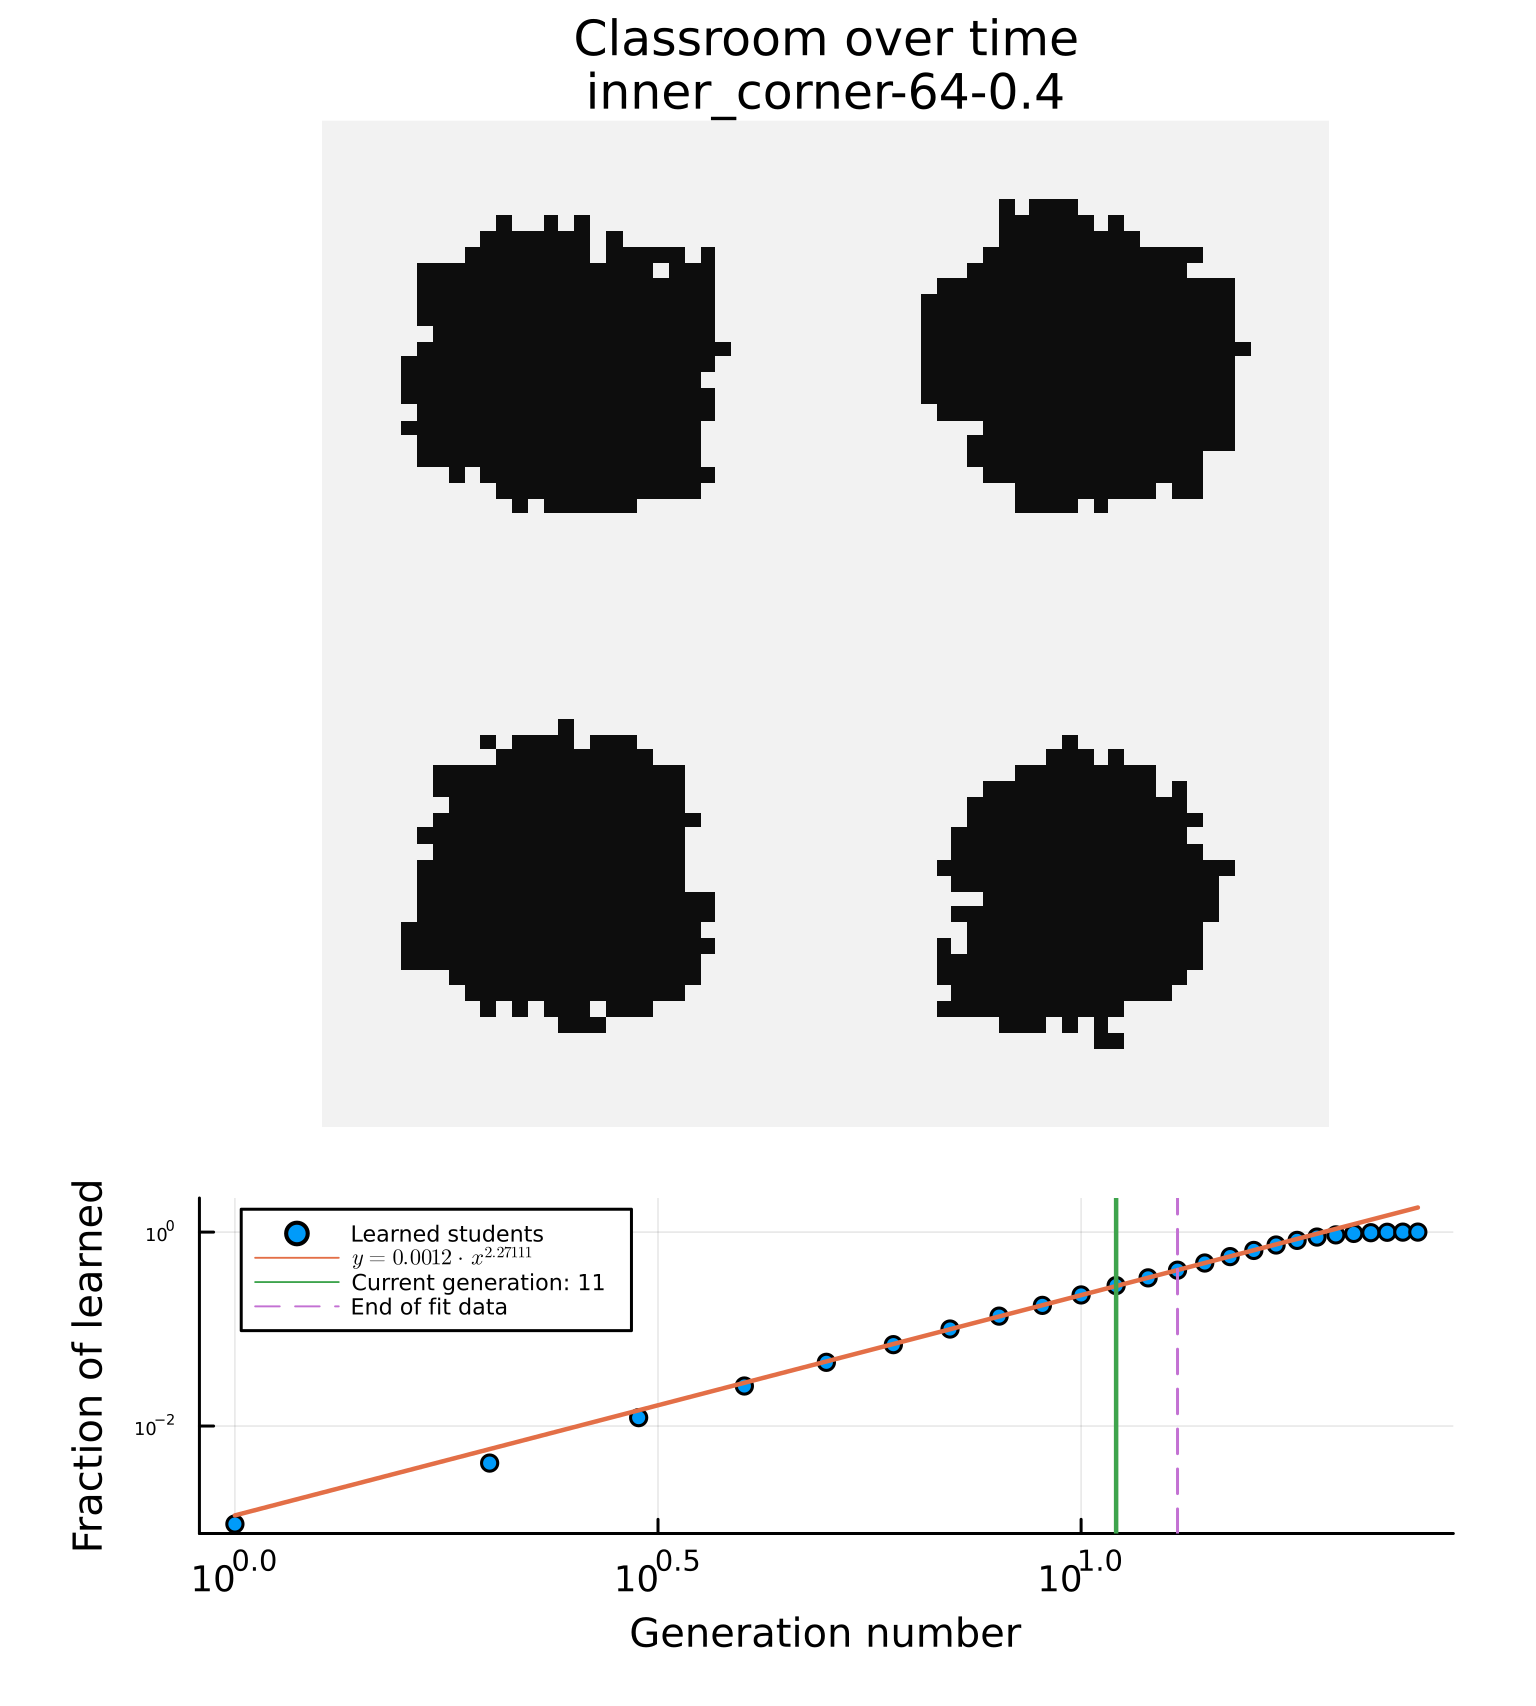 Classroom over time
inner_corner-64-0.4
Fraction of learned
10^0
10^−2
Learned students
y = 0.0012 · x^2.27111
Current generation: 11
End of fit data
10^0.0 10^0.5 10^1.0
Generation number